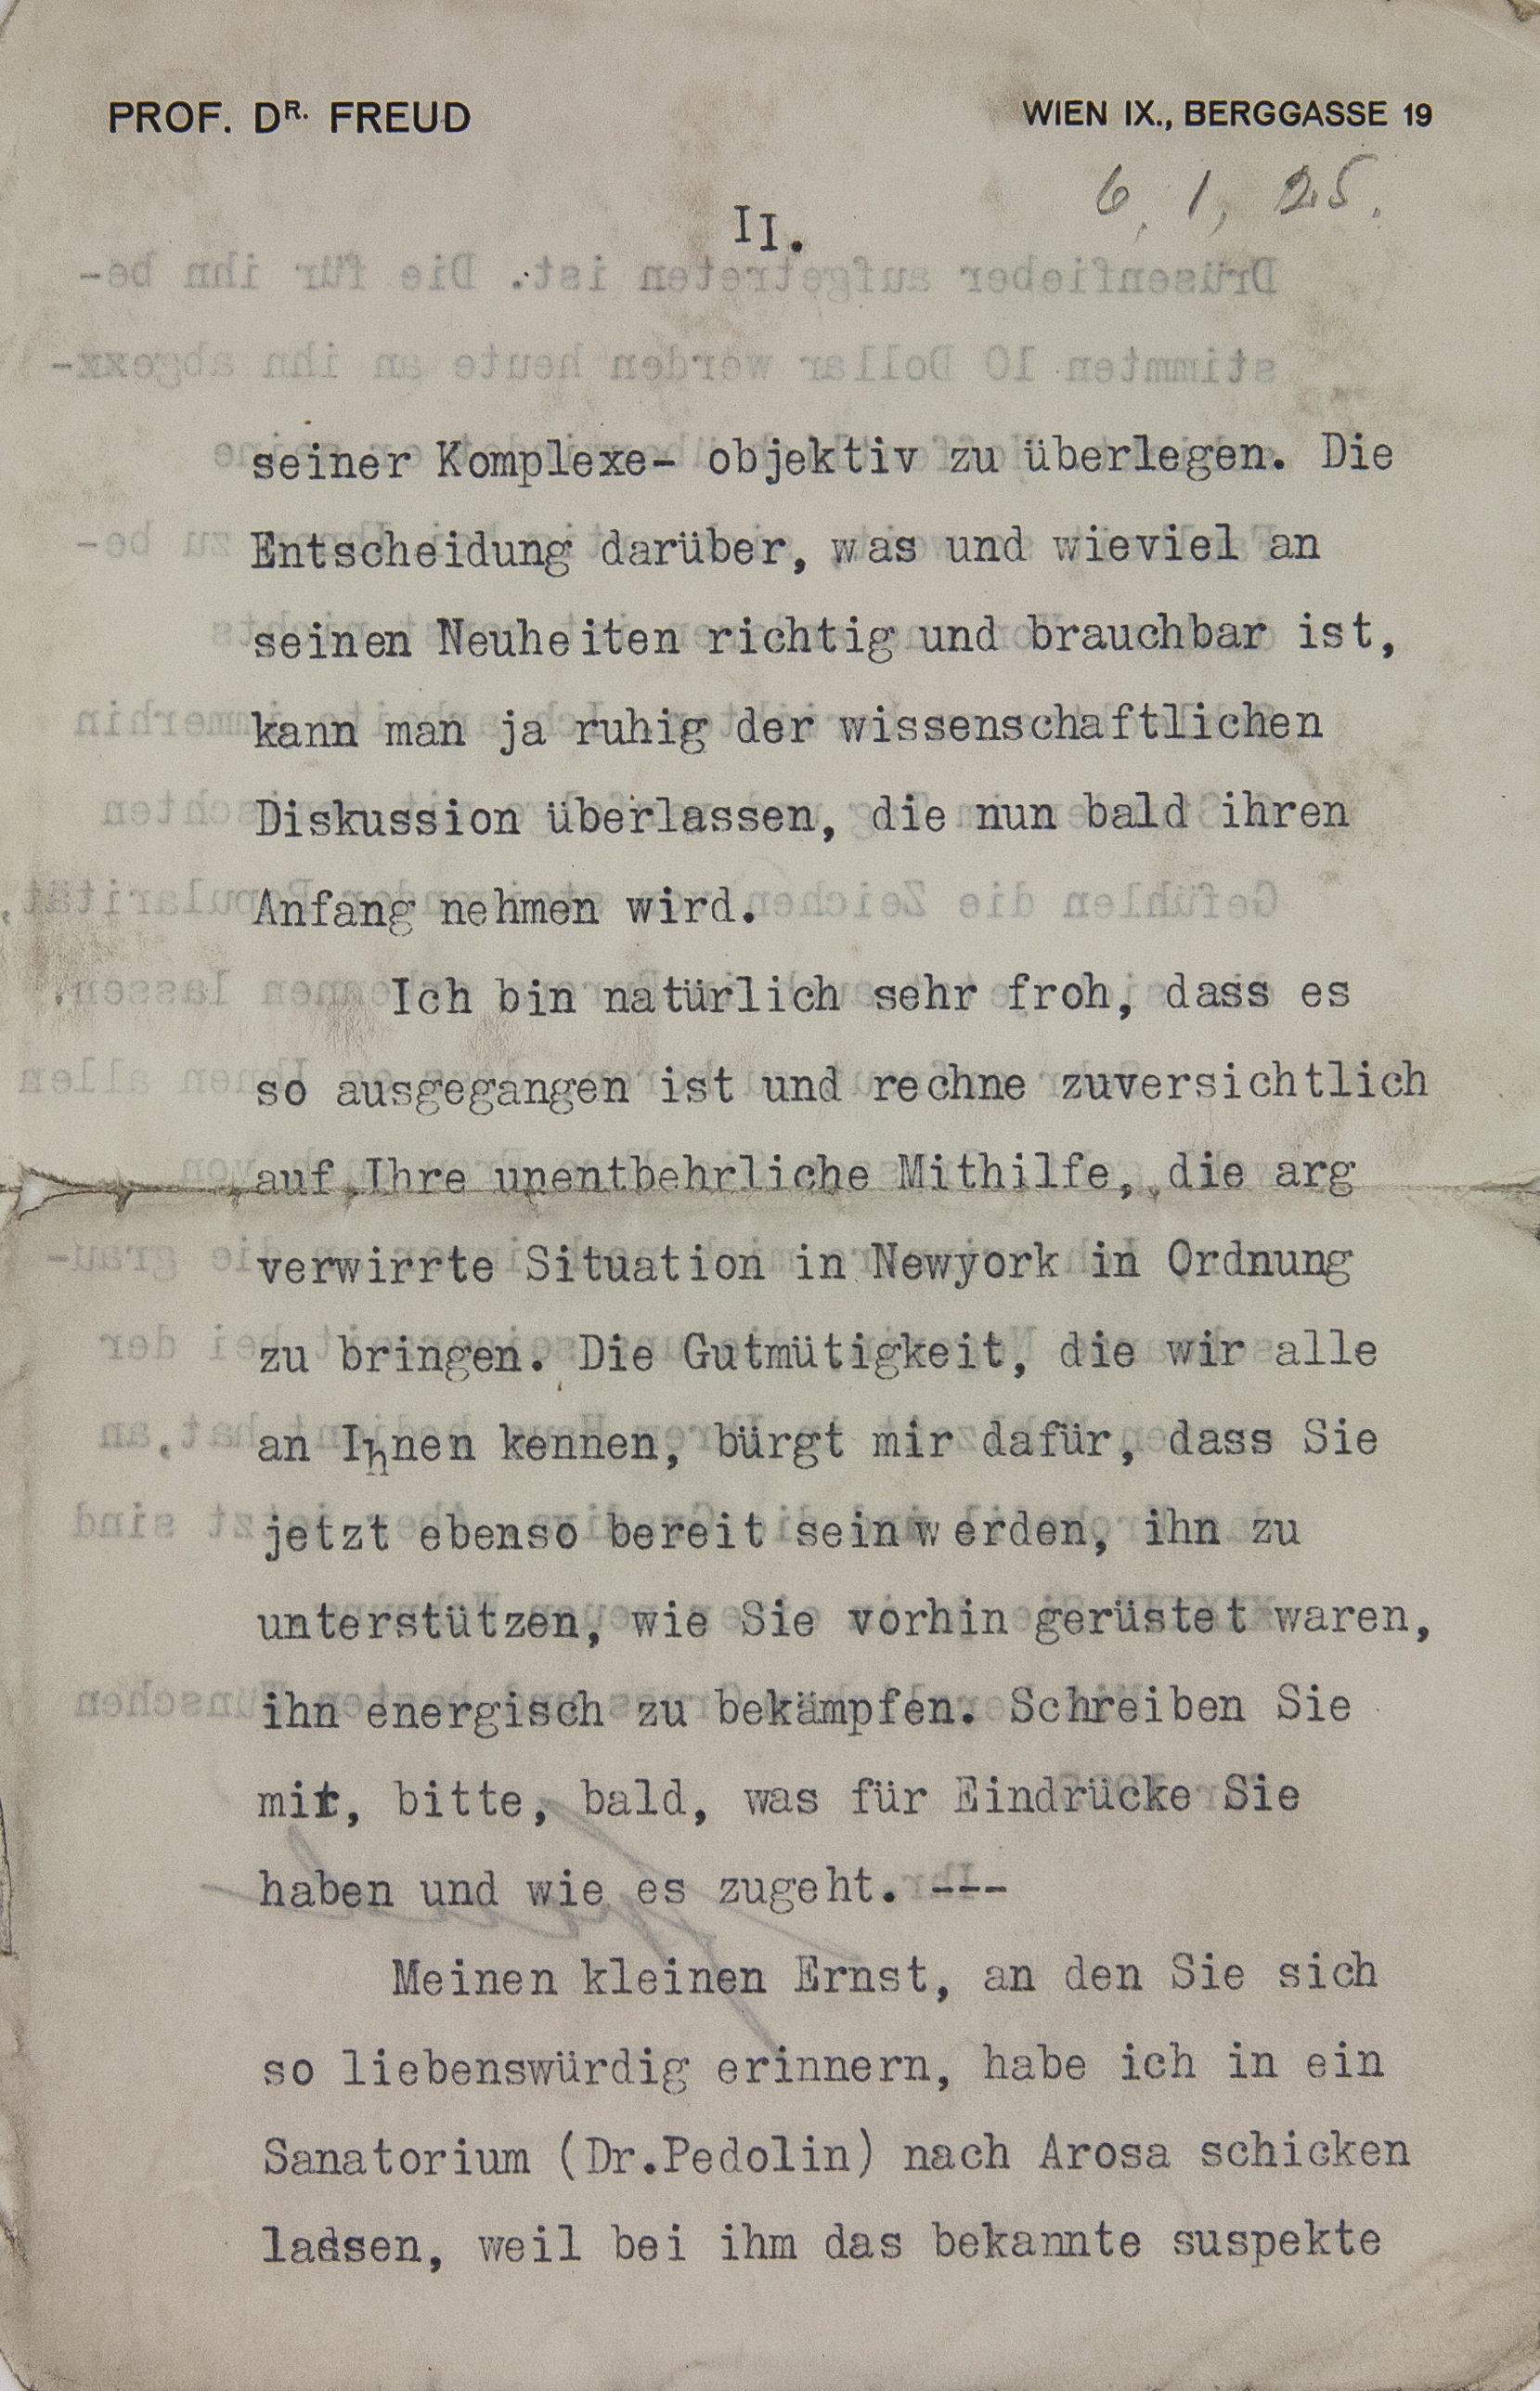 PROF. DR. FREUD
WIEN IX., BERGGASSE 19
6. 1, 25.
II.
seiner Komplexe- objektiv zu überlegen. Die
Entscheidung darüber, was und wieviel an
seinen Neuheiten richtig und brauchbar ist,
kann man ja ruhig der wissenschaftlichen
Diskussion überlassen, die nun bald ihren
Anfang nehmen wird.
Ich bin natürlich sehr froh, dass es
so ausgegangen ist und rechne zuversichtlich
auf Ihre unentbehrliche Mithilfe, die arg
verwirrte Situation in Newyork in Ordnung
zu bringen. Die Gutmütigkeit, die wir alle
an Ihnen kennen, bürgt mir dafür, dass Sie
jetzt ebenso bereit sein werden, ihn zu
unterstützen, wie Sie vorhin gerüstet waren,
ihn energisch zu bekämpfen. Schreiben Sie
mir, bitte, bald, was für Eindrücke Sie
haben und wie es zugeht. ---
Meinen kleinen Ernst, an den Sie sich
so liebenswürdig erinnern, habe ich in ein
Sanatorium (Dr.Pedolin) nach Arosa schicken
lassen, weil bei ihm das bekannte suspekte